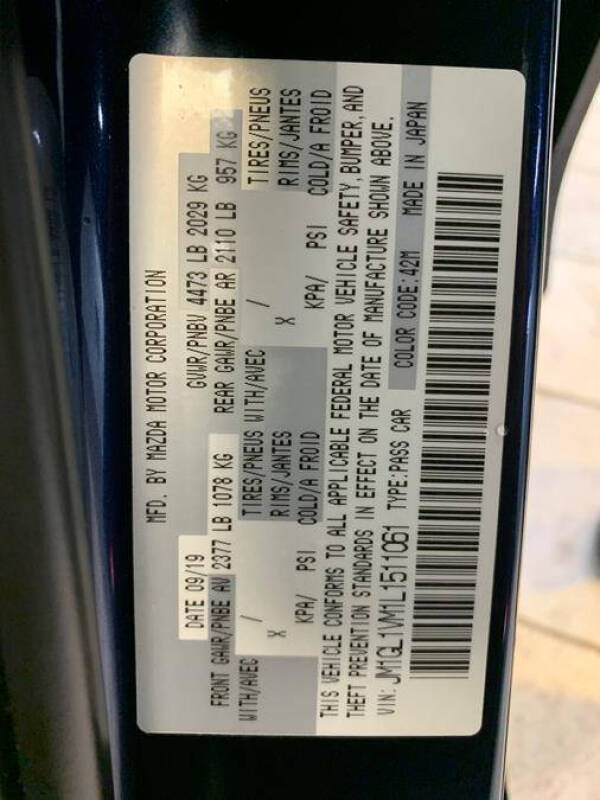 MFD. BY MAZDA MOTOR CORPORATION
DATE 09/19 GVWR/PNBV 4473 LB 2029 KG
FRONT GAWR/PNBE AV 2377 LB 1078 KG REAR GAWR/PNBE AR 2110 LB 957 KG
WITH/AVEC / TIRES/PNEUS WITH/AVEC / TIRES/PNEUS
X RIMS/JANTES X RIMS/JANTES
KPA/ PSI COLD/A FROID KPA/ PSI COLD/A FROID
THIS VEHICLE CONFORMS TO ALL APPLICABLE FEDERAL MOTOR VEHICLE SAFETY, BUMPER, AND
THEFT PREVENTION STANDARDS IN EFFECT ON THE DATE OF MANUFACTURE SHOWN ABOVE.
VIN: JM1GL1VM1L1511061 TYPE:PASS CAR COLOR CODE:42M MADE IN JAPAN